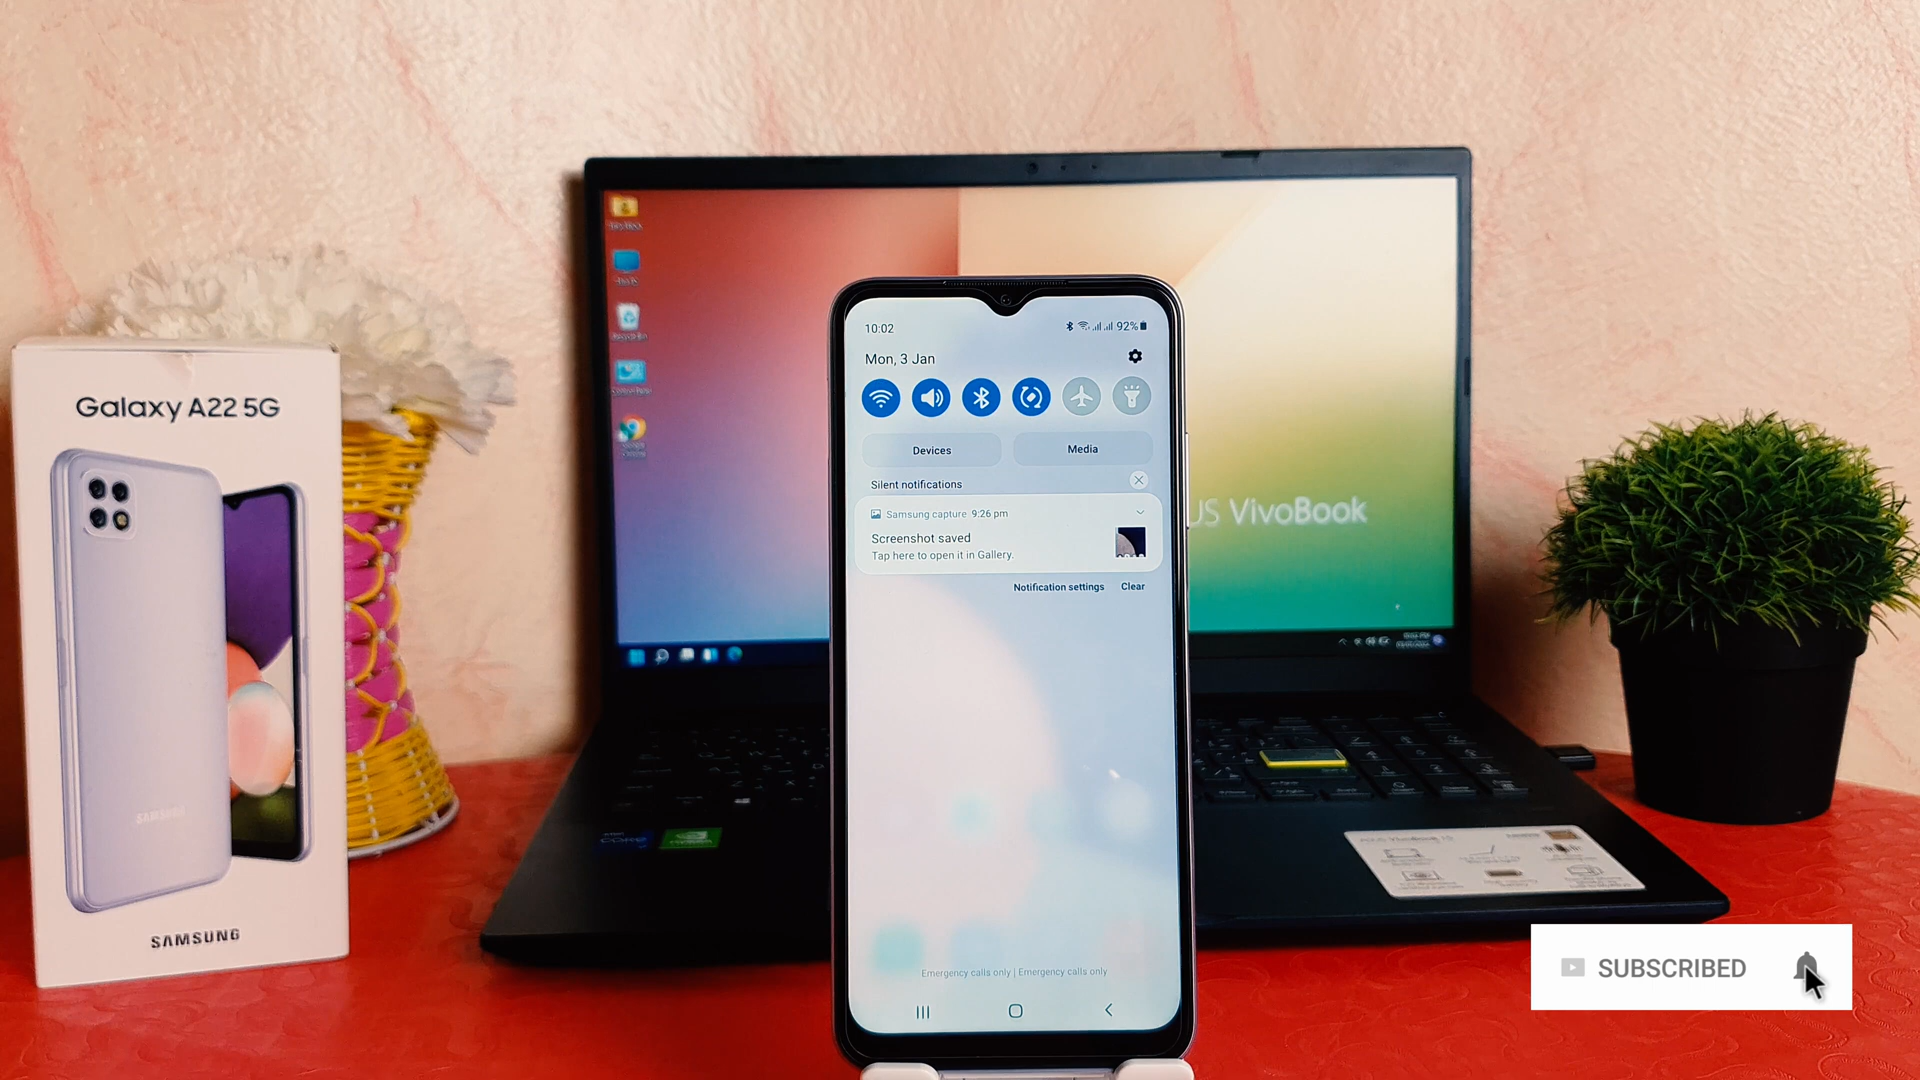 Galaxy A22 5G
SAMSUNG
SAMSUNG
10:02
92%
Mon, 3 Jan
Devices
Media
Silent notifications
Samsung capture 9:26 pm
Screenshot saved
Tap here to open it in Gallery.
Notification settings
Clear
Emergency calls only | Emergency calls only
US VivoBook
SUBSCRIBED